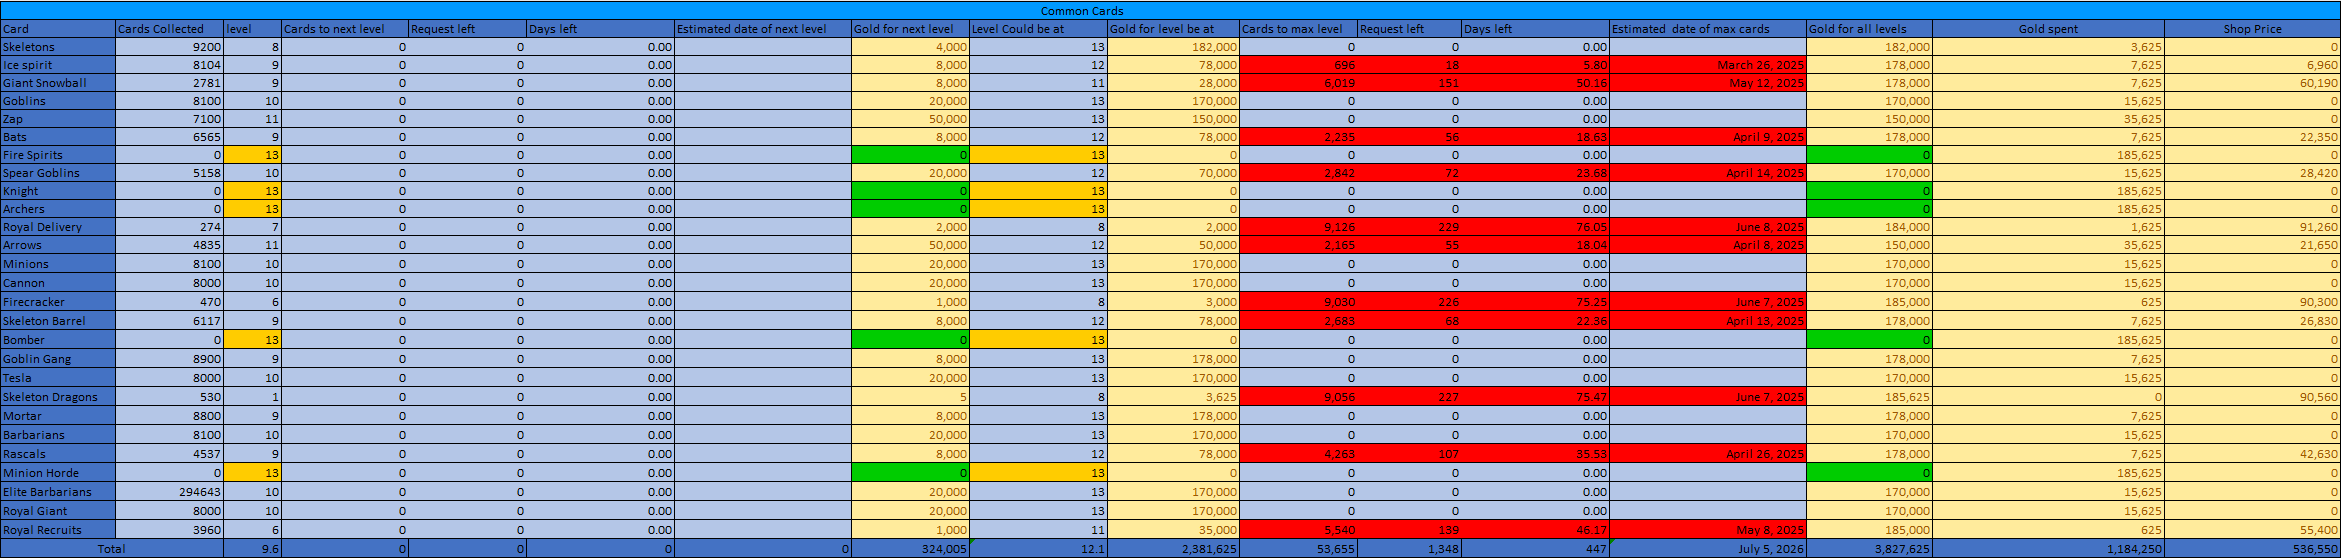 Common Cards
Card Cards Collected level Cards to next level Request left Days left Estimated date of next level Gold for next level Level Could be at Gold for level be at Cards to max level Request left Days left Estimated date of max cards Gold for all levels Gold spent Shop Price
Skeletons 9200 8 0 0 0.00 4,000 13 182,000 0 0 0.00 182,000 3,625 0
Ice spirit 8104 9 0 0 0.00 8,000 12 78,000 696 18 5.80 March 26, 2025 178,000 7,625 6,960
Giant Snowball 2781 9 0 0 0.00 8,000 11 28,000 6,019 151 50.16 May 12, 2025 178,000 7,625 60,190
Goblins 8100 10 0 0 0.00 20,000 13 170,000 0 0 0.00 170,000 15,625 0
Zap 7100 11 0 0 0.00 50,000 13 150,000 0 0 0.00 150,000 35,625 0
Bats 6565 9 0 0 0.00 8,000 12 78,000 2,235 56 18.63 April 9, 2025 178,000 7,625 22,350
Fire Spirits 0 13 0 0 0.00 0 13 0 0 0 0.00 0 185,625 0
Spear Goblins 5158 10 0 0 0.00 20,000 12 70,000 2,842 72 23.68 April 14, 2025 170,000 15,625 28,420
Knight 0 13 0 0 0.00 0 13 0 0 0 0.00 0 185,625 0
Archers 0 13 0 0 0.00 0 13 0 0 0 0.00 0 185,625 0
Royal Delivery 274 7 0 0 0.00 2,000 8 2,000 9,126 229 76.05 June 8, 2025 184,000 1,625 91,260
Arrows 4835 11 0 0 0.00 50,000 12 50,000 2,165 55 18.04 April 8, 2025 150,000 35,625 21,650
Minions 8100 10 0 0 0.00 20,000 13 170,000 0 0 0.00 170,000 15,625 0
Cannon 8000 10 0 0 0.00 20,000 13 170,000 0 0 0.00 170,000 15,625 0
Firecracker 470 6 0 0 0.00 1,000 8 3,000 9,030 226 75.25 June 7, 2025 185,000 625 90,300
Skeleton Barrel 6117 9 0 0 0.00 8,000 12 78,000 2,683 68 22.36 April 13, 2025 178,000 7,625 26,830
Bomber 0 13 0 0 0.00 0 13 0 0 0 0.00 0 185,625 0
Goblin Gang 8900 9 0 0 0.00 8,000 13 178,000 0 0 0.00 178,000 7,625 0
Tesla 8000 10 0 0 0.00 20,000 13 170,000 0 0 0.00 170,000 15,625 0
Skeleton Dragons 530 1 0 0 0.00 5 8 3,625 9,056 227 75.47 June 7, 2025 185,625 0 90,560
Mortar 8800 9 0 0 0.00 8,000 13 178,000 0 0 0.00 178,000 7,625 0
Barbarians 8100 10 0 0 0.00 20,000 13 170,000 0 0 0.00 170,000 15,625 0
Rascals 4537 9 0 0 0.00 8,000 12 78,000 4,263 107 35.53 April 26, 2025 178,000 7,625 42,630
Minion Horde 0 13 0 0 0.00 0 13 0 0 0 0.00 0 185,625 0
Elite Barbarians 294643 10 0 0 0.00 20,000 13 170,000 0 0 0.00 170,000 15,625 0
Royal Giant 8000 10 0 0 0.00 20,000 13 170,000 0 0 0.00 170,000 15,625 0
Royal Recruits 3960 6 0 0 0.00 1,000 11 35,000 5,540 139 46.17 May 8, 2025 185,000 625 55,400
Total 9.6 0 0 0 0 324,005 12.1 2,381,625 53,655 1,348 447 July 5, 2026 3,827,625 1,184,250 536,550